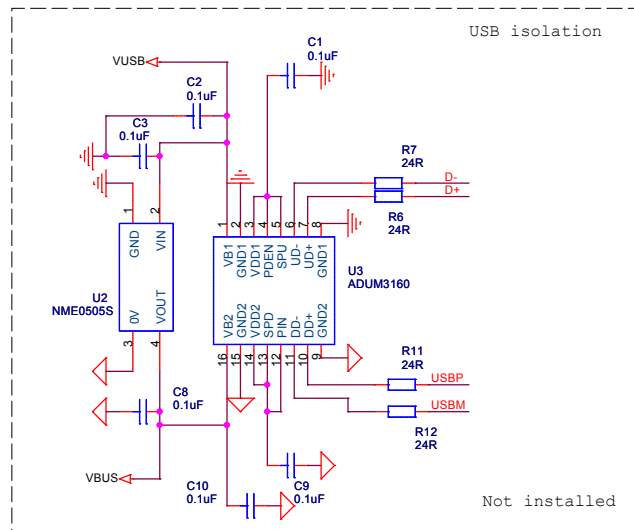 USB isolation
C1
0.1uF
VUSB
C2
0.1uF
C3
0.1uF
R7
24R
D-
D+
R6
24R
1
2
GND
VIN
U2
NME0505S
0V
VOUT
3
4
1
2
3
4
5
6
7
8
VB1
GND1
VDD1
PDEN
SPU
UD-
UD+
GND1
U3
ADUM3160
VB2
GND2
VDD2
SPD
PIN
DD-
DD+
GND2
16
15
14
13
12
11
10
9
R11
24R
USBP
USBM
R12
24R
C8
0.1uF
VBUS
C10
0.1uF
C9
0.1uF
Not installed